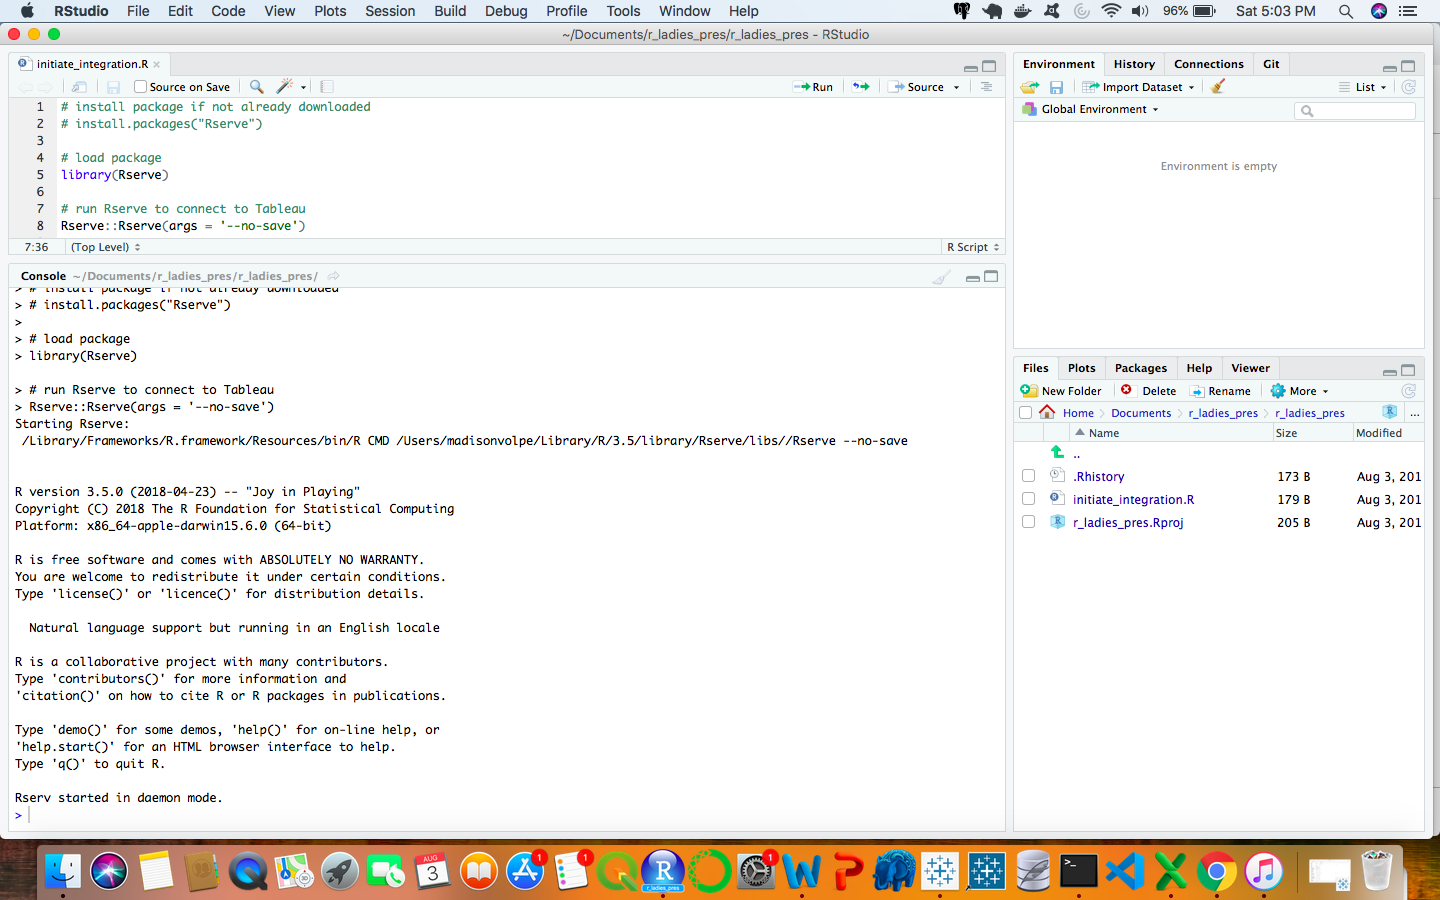 RStudio File Edit Code View Plots Session Build Debug Profile Tools Window Help 96% Sat 5:03 PM
~/Documents/r_ladies_pres/r_ladies_pres - RStudio
initiate_integration.R
Source on Save Run Source
1 # install package if not already downloaded
2 # install.packages("Rserve")
3
4 # load package
5 library(Rserve)
6
7 # run Rserve to connect to Tableau
8 Rserve::Rserve(args = '--no-save')
7:36 (Top Level) R Script
Console ~/Documents/r_ladies_pres/r_ladies_pres/
> # install package if not already downloaded
> # install.packages("Rserve")
>
> # load package
> library(Rserve)
> # run Rserve to connect to Tableau
> Rserve::Rserve(args = '--no-save')
Starting Rserve:
/Library/Frameworks/R.framework/Resources/bin/R CMD /Users/madisonvolpe/Library/R/3.5/library/Rserve/libs//Rserve --no-save
R version 3.5.0 (2018-04-23) -- "Joy in Playing"
Copyright (C) 2018 The R Foundation for Statistical Computing
Platform: x86_64-apple-darwin15.6.0 (64-bit)
R is free software and comes with ABSOLUTELY NO WARRANTY.
You are welcome to redistribute it under certain conditions.
Type 'license()' or 'licence()' for distribution details.
Natural language support but running in an English locale
R is a collaborative project with many contributors.
Type 'contributors()' for more information and
'citation()' on how to cite R or R packages in publications.
Type 'demo()' for some demos, 'help()' for on-line help, or
'help.start()' for an HTML browser interface to help.
Type 'q()' to quit R.
Rserv started in daemon mode.
>
Environment History Connections Git
Import Dataset List
Global Environment
Environment is empty
Files Plots Packages Help Viewer
New Folder Delete Rename More
Home Documents r_ladies_pres r_ladies_pres ...
Name Size Modified
..
.Rhistory 173 B Aug 3, 201
initiate_integration.R 179 B Aug 3, 201
r_ladies_pres.Rproj 205 B Aug 3, 201
AUG
3
1
1
R
r_ladies_pres
1